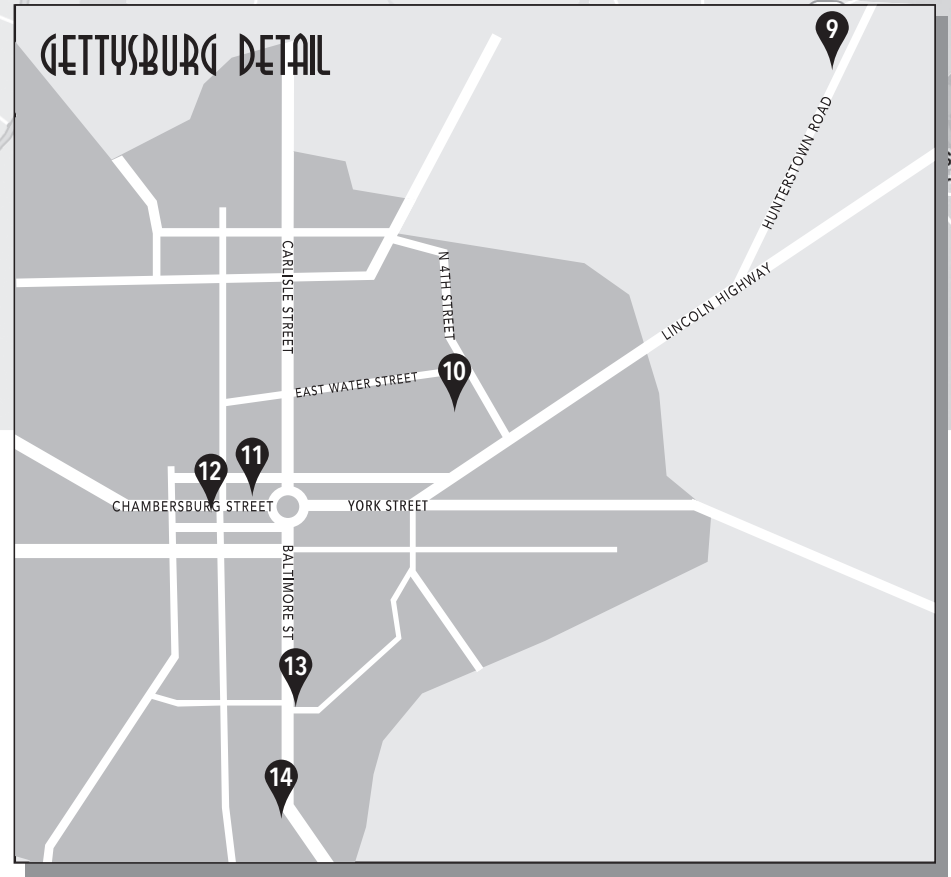 GETTYSBURG DETAIL
9
HUNTERSTOWN ROAD
CARLISLE STREET
N 4TH STREET
LINCOLN HIGHWAY
10
EAST WATER STREET
11
12
CHAMBERSBURG STREET
YORK STREET
BALTIMORE ST
13
14